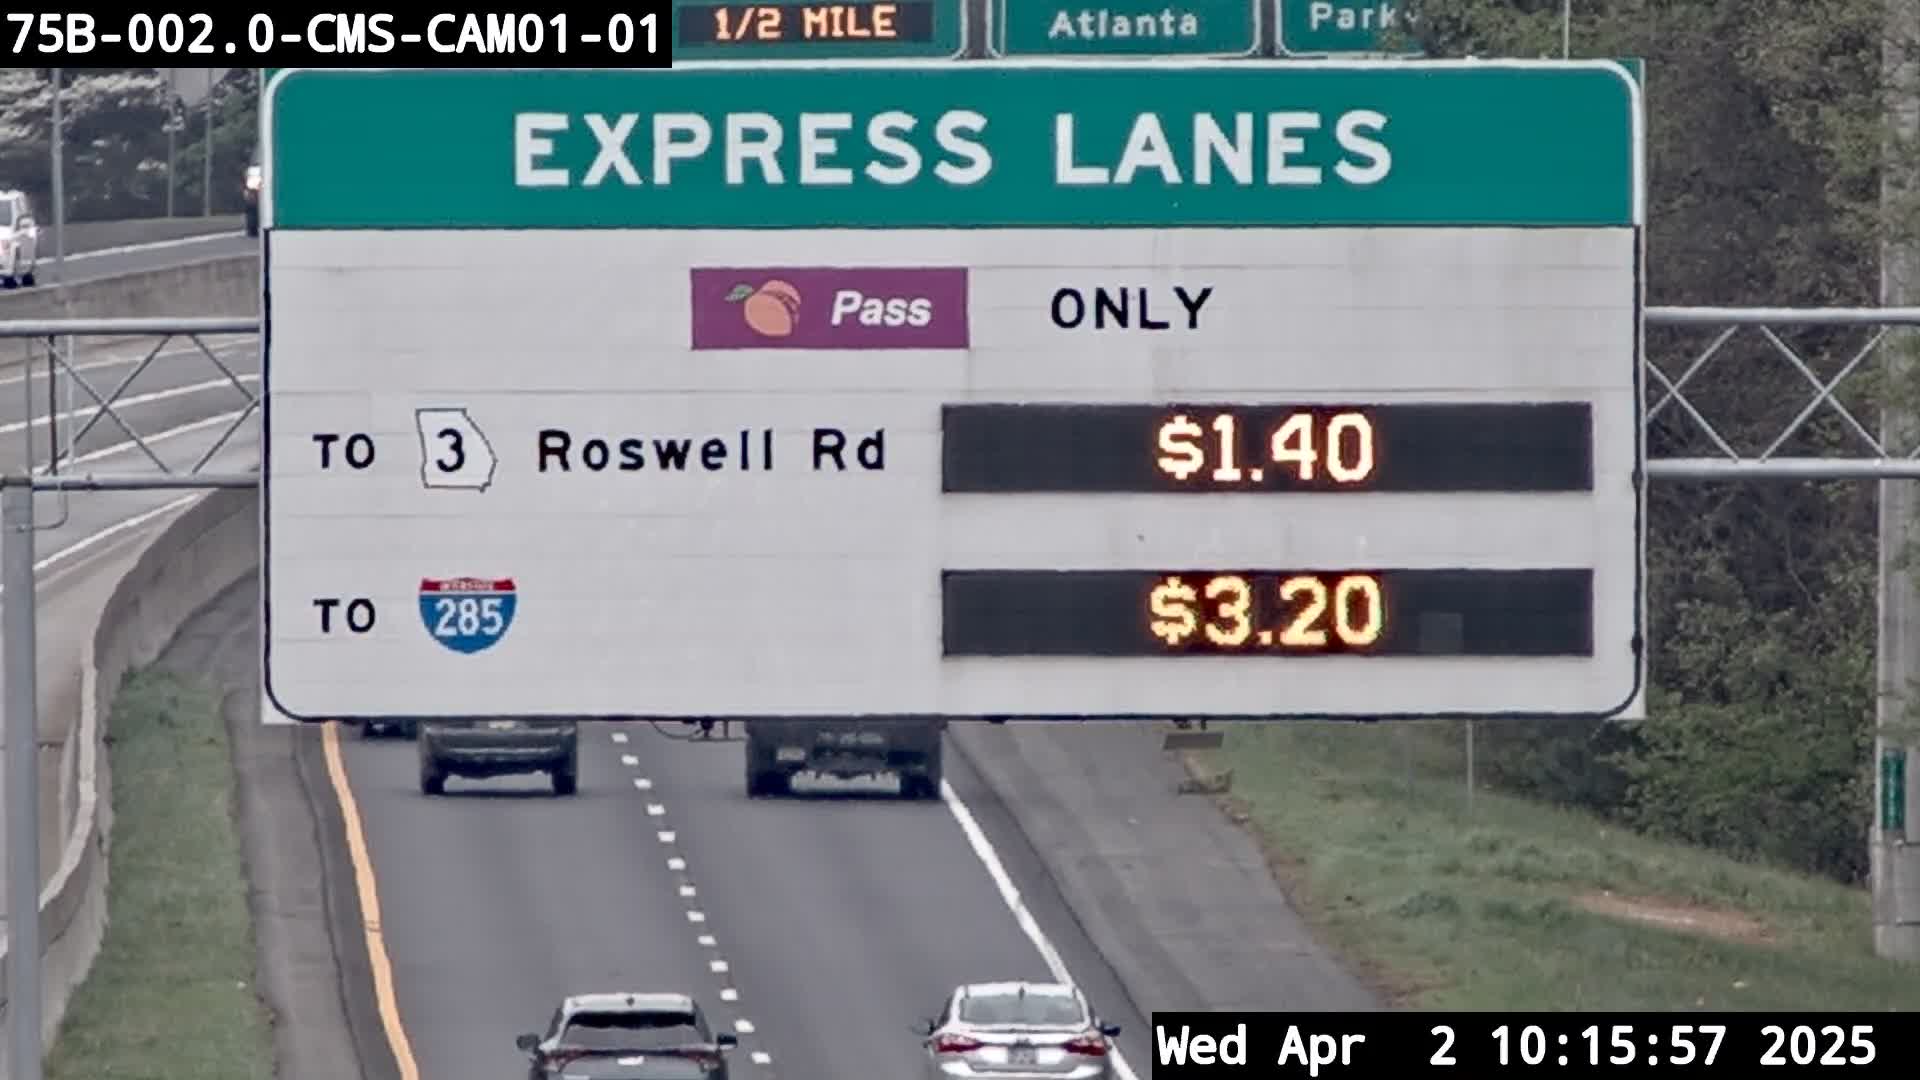 75B-002.0-CMS-CAM01-01
1/2 MILE
Atlanta
EXPRESS LANES
Pass ONLY
TO 3 Roswell Rd $1.40
TO 285 $3.20
Wed Apr 2 10:15:57 2025